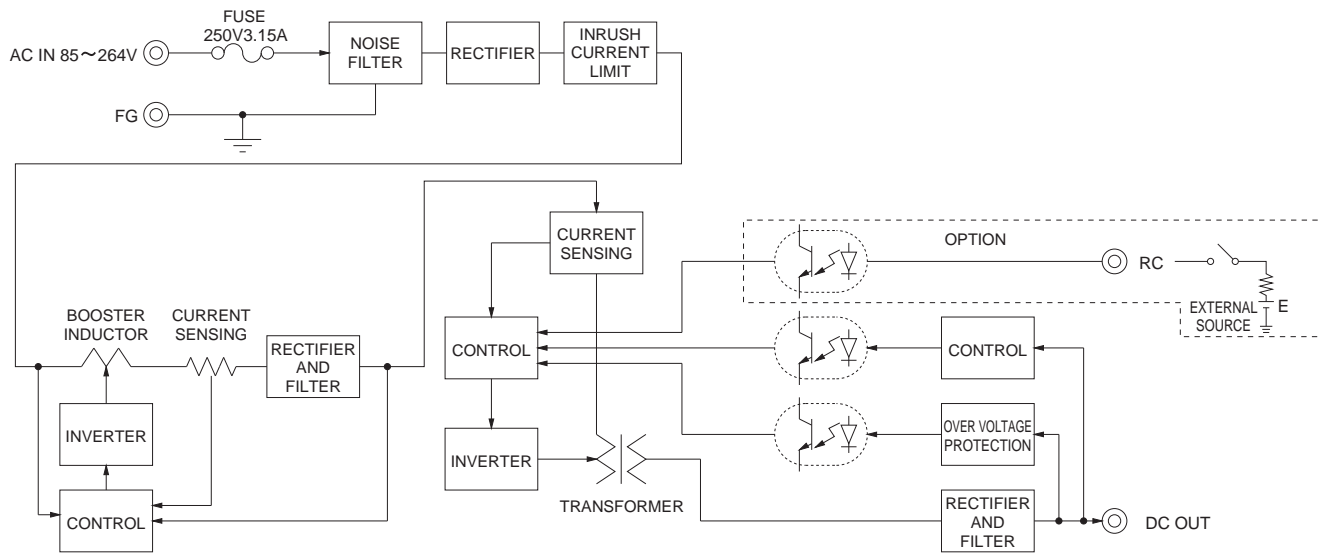 FUSE
250V3.15A
AC IN 85~264V
NOISE
FILTER
RECTIFIER
INRUSH
CURRENT
LIMIT
FG
CURRENT
SENSING
OPTION
RC
E
EXTERNAL
SOURCE
BOOSTER
INDUCTOR
CURRENT
SENSING
RECTIFIER
AND
FILTER
CONTROL
CONTROL
INVERTER
INVERTER
OVER VOLTAGE
PROTECTION
TRANSFORMER
CONTROL
RECTIFIER
AND
FILTER
DC OUT